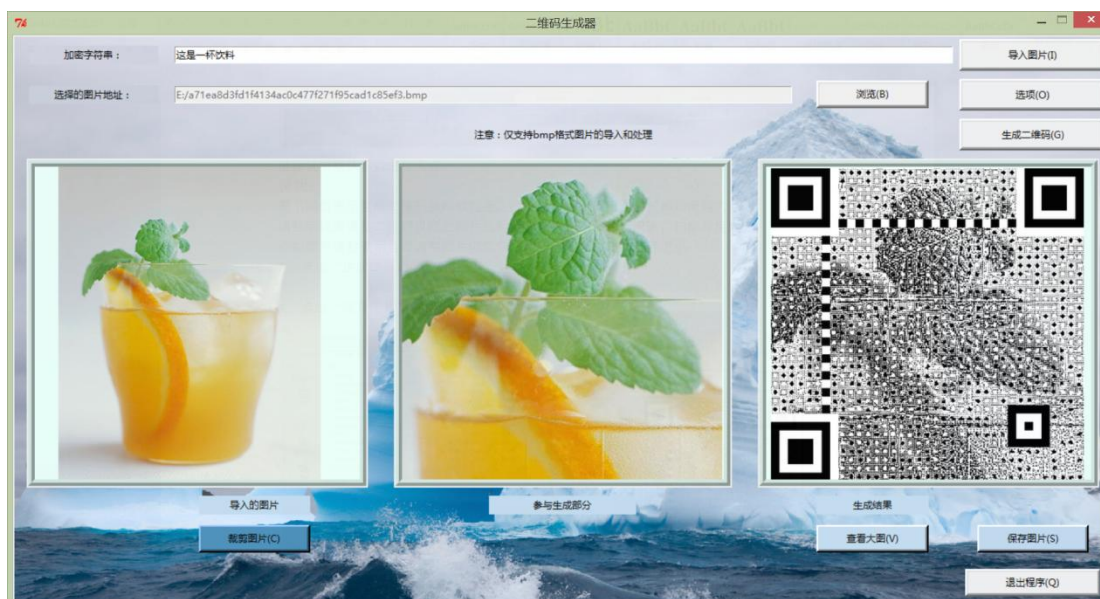 二维码生成器
加密字符串：
这是一杯饮料
导入图片(I)
选择的图片地址：
E:/a71ea8d3fd1f4134ac0c477f271f95cad1c85ef3.bmp
浏览(B)
选项(O)
注意：仅支持bmp格式图片的导入和处理
生成二维码(G)
导入的图片
参与生成部分
生成结果
裁剪图片(C)
查看大图(V)
保存图片(S)
退出程序(Q)